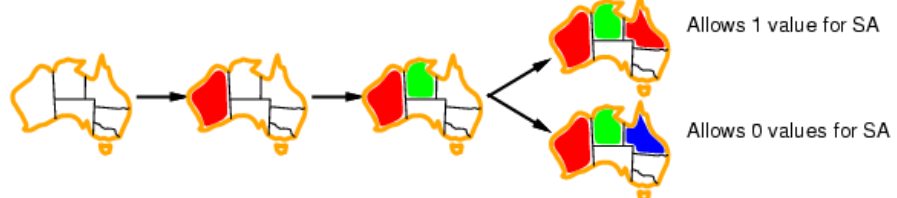 Allows 1 value for SA
Allows 0 values for SA